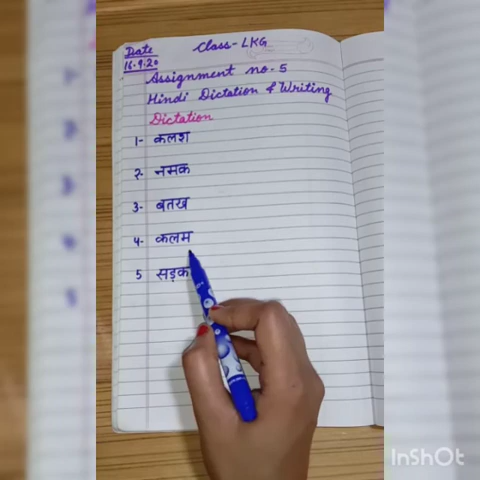 Date
16.9.20
Class-LKG
Assignment no-5
Hindi Dictation & Writing
Dictation
1- कलश
2- नमक
3- बतख
4- कलम
5 सड़क
InShOt